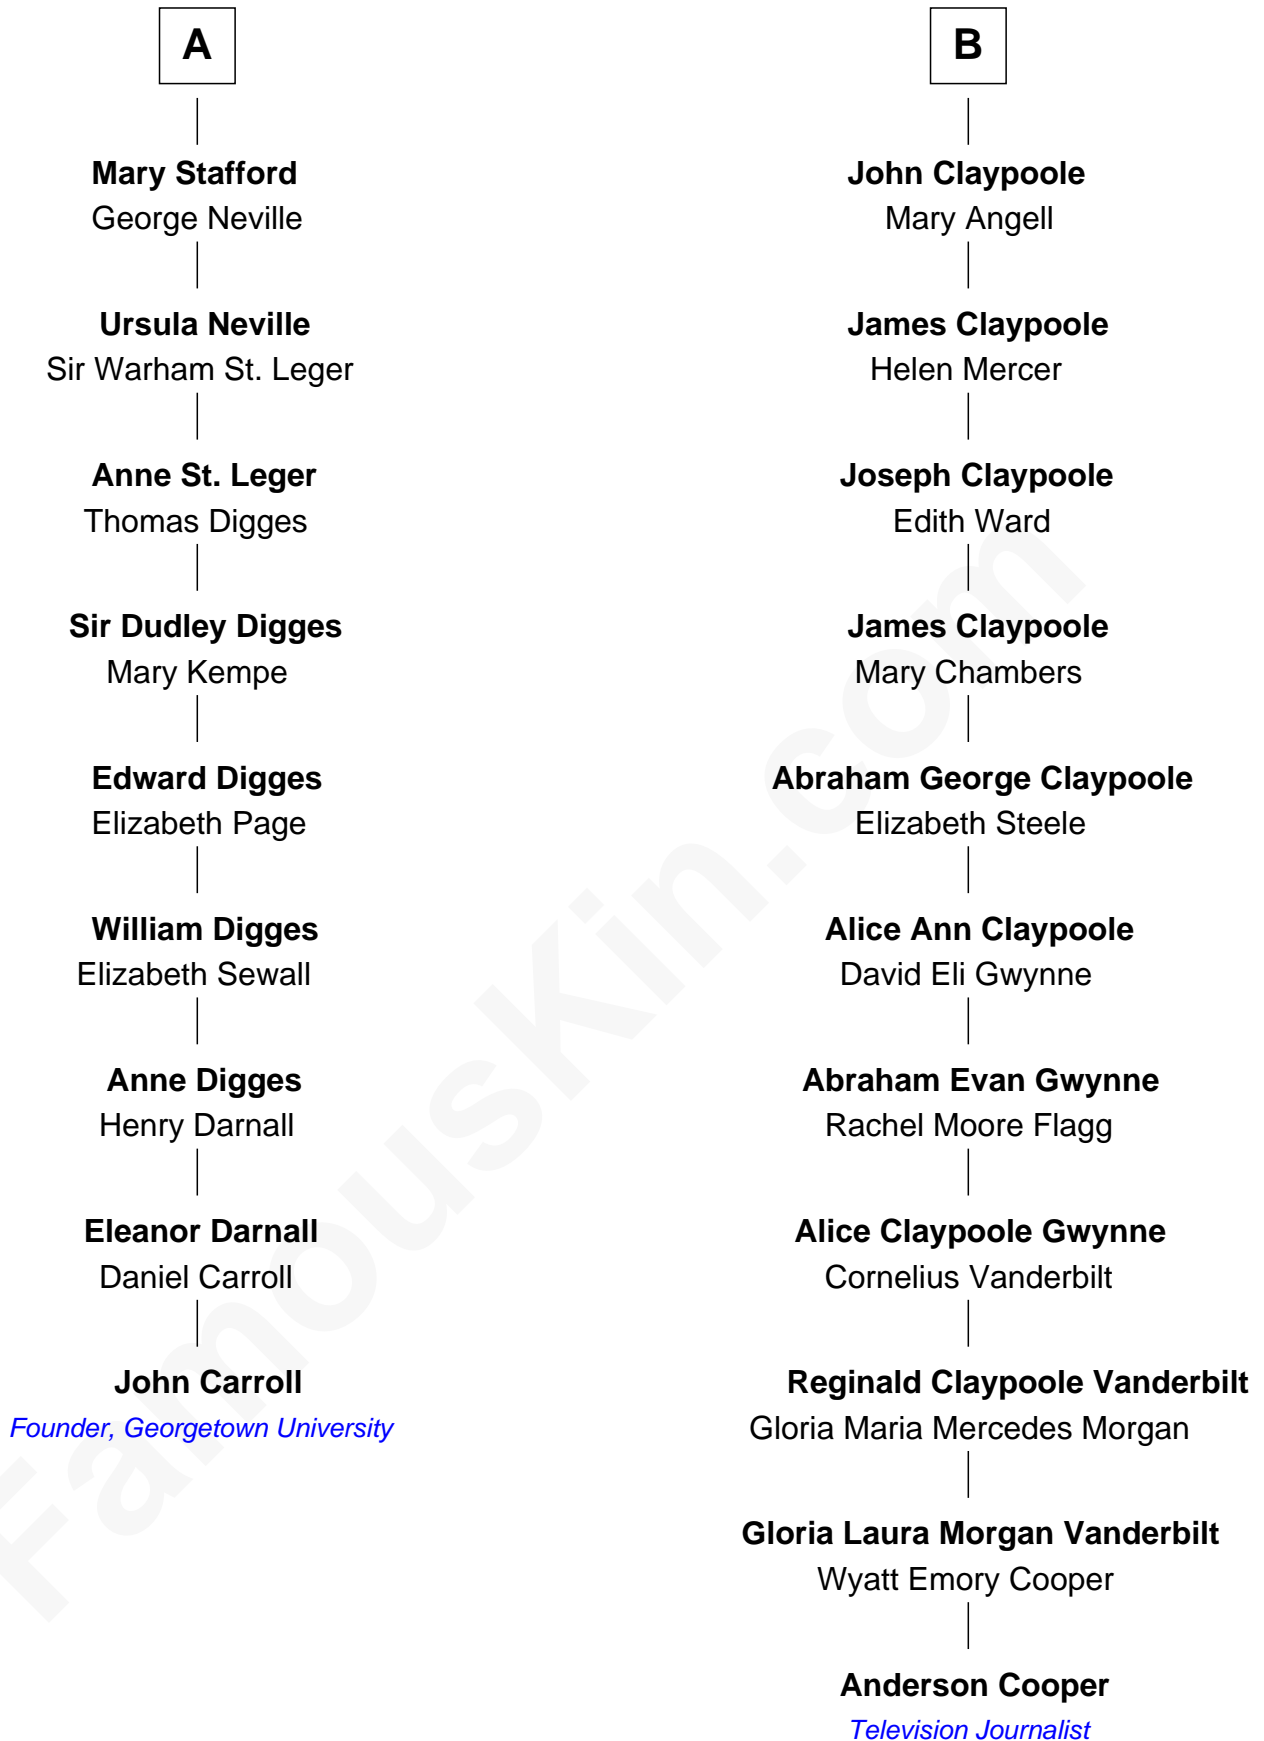 A
Mary Stafford
George Neville
Ursula Neville
Sir Warham St. Leger
Anne St. Leger
Thomas Digges
Sir Dudley Digges
Mary Kempe
Edward Digges
Elizabeth Page
William Digges
Elizabeth Sewall
Anne Digges
Henry Darnall
Eleanor Darnall
Daniel Carroll
John Carroll
Founder, Georgetown University
B
John Claypoole
Mary Angell
James Claypoole
Helen Mercer
Joseph Claypoole
Edith Ward
James Claypoole
Mary Chambers
Abraham George Claypoole
Elizabeth Steele
Alice Ann Claypoole
David Eli Gwynne
Abraham Evan Gwynne
Rachel Moore Flagg
Alice Claypoole Gwynne
Cornelius Vanderbilt
Reginald Claypoole Vanderbilt
Gloria Maria Mercedes Morgan
Gloria Laura Morgan Vanderbilt
Wyatt Emory Cooper
Anderson Cooper
Television Journalist
FamousKin.com